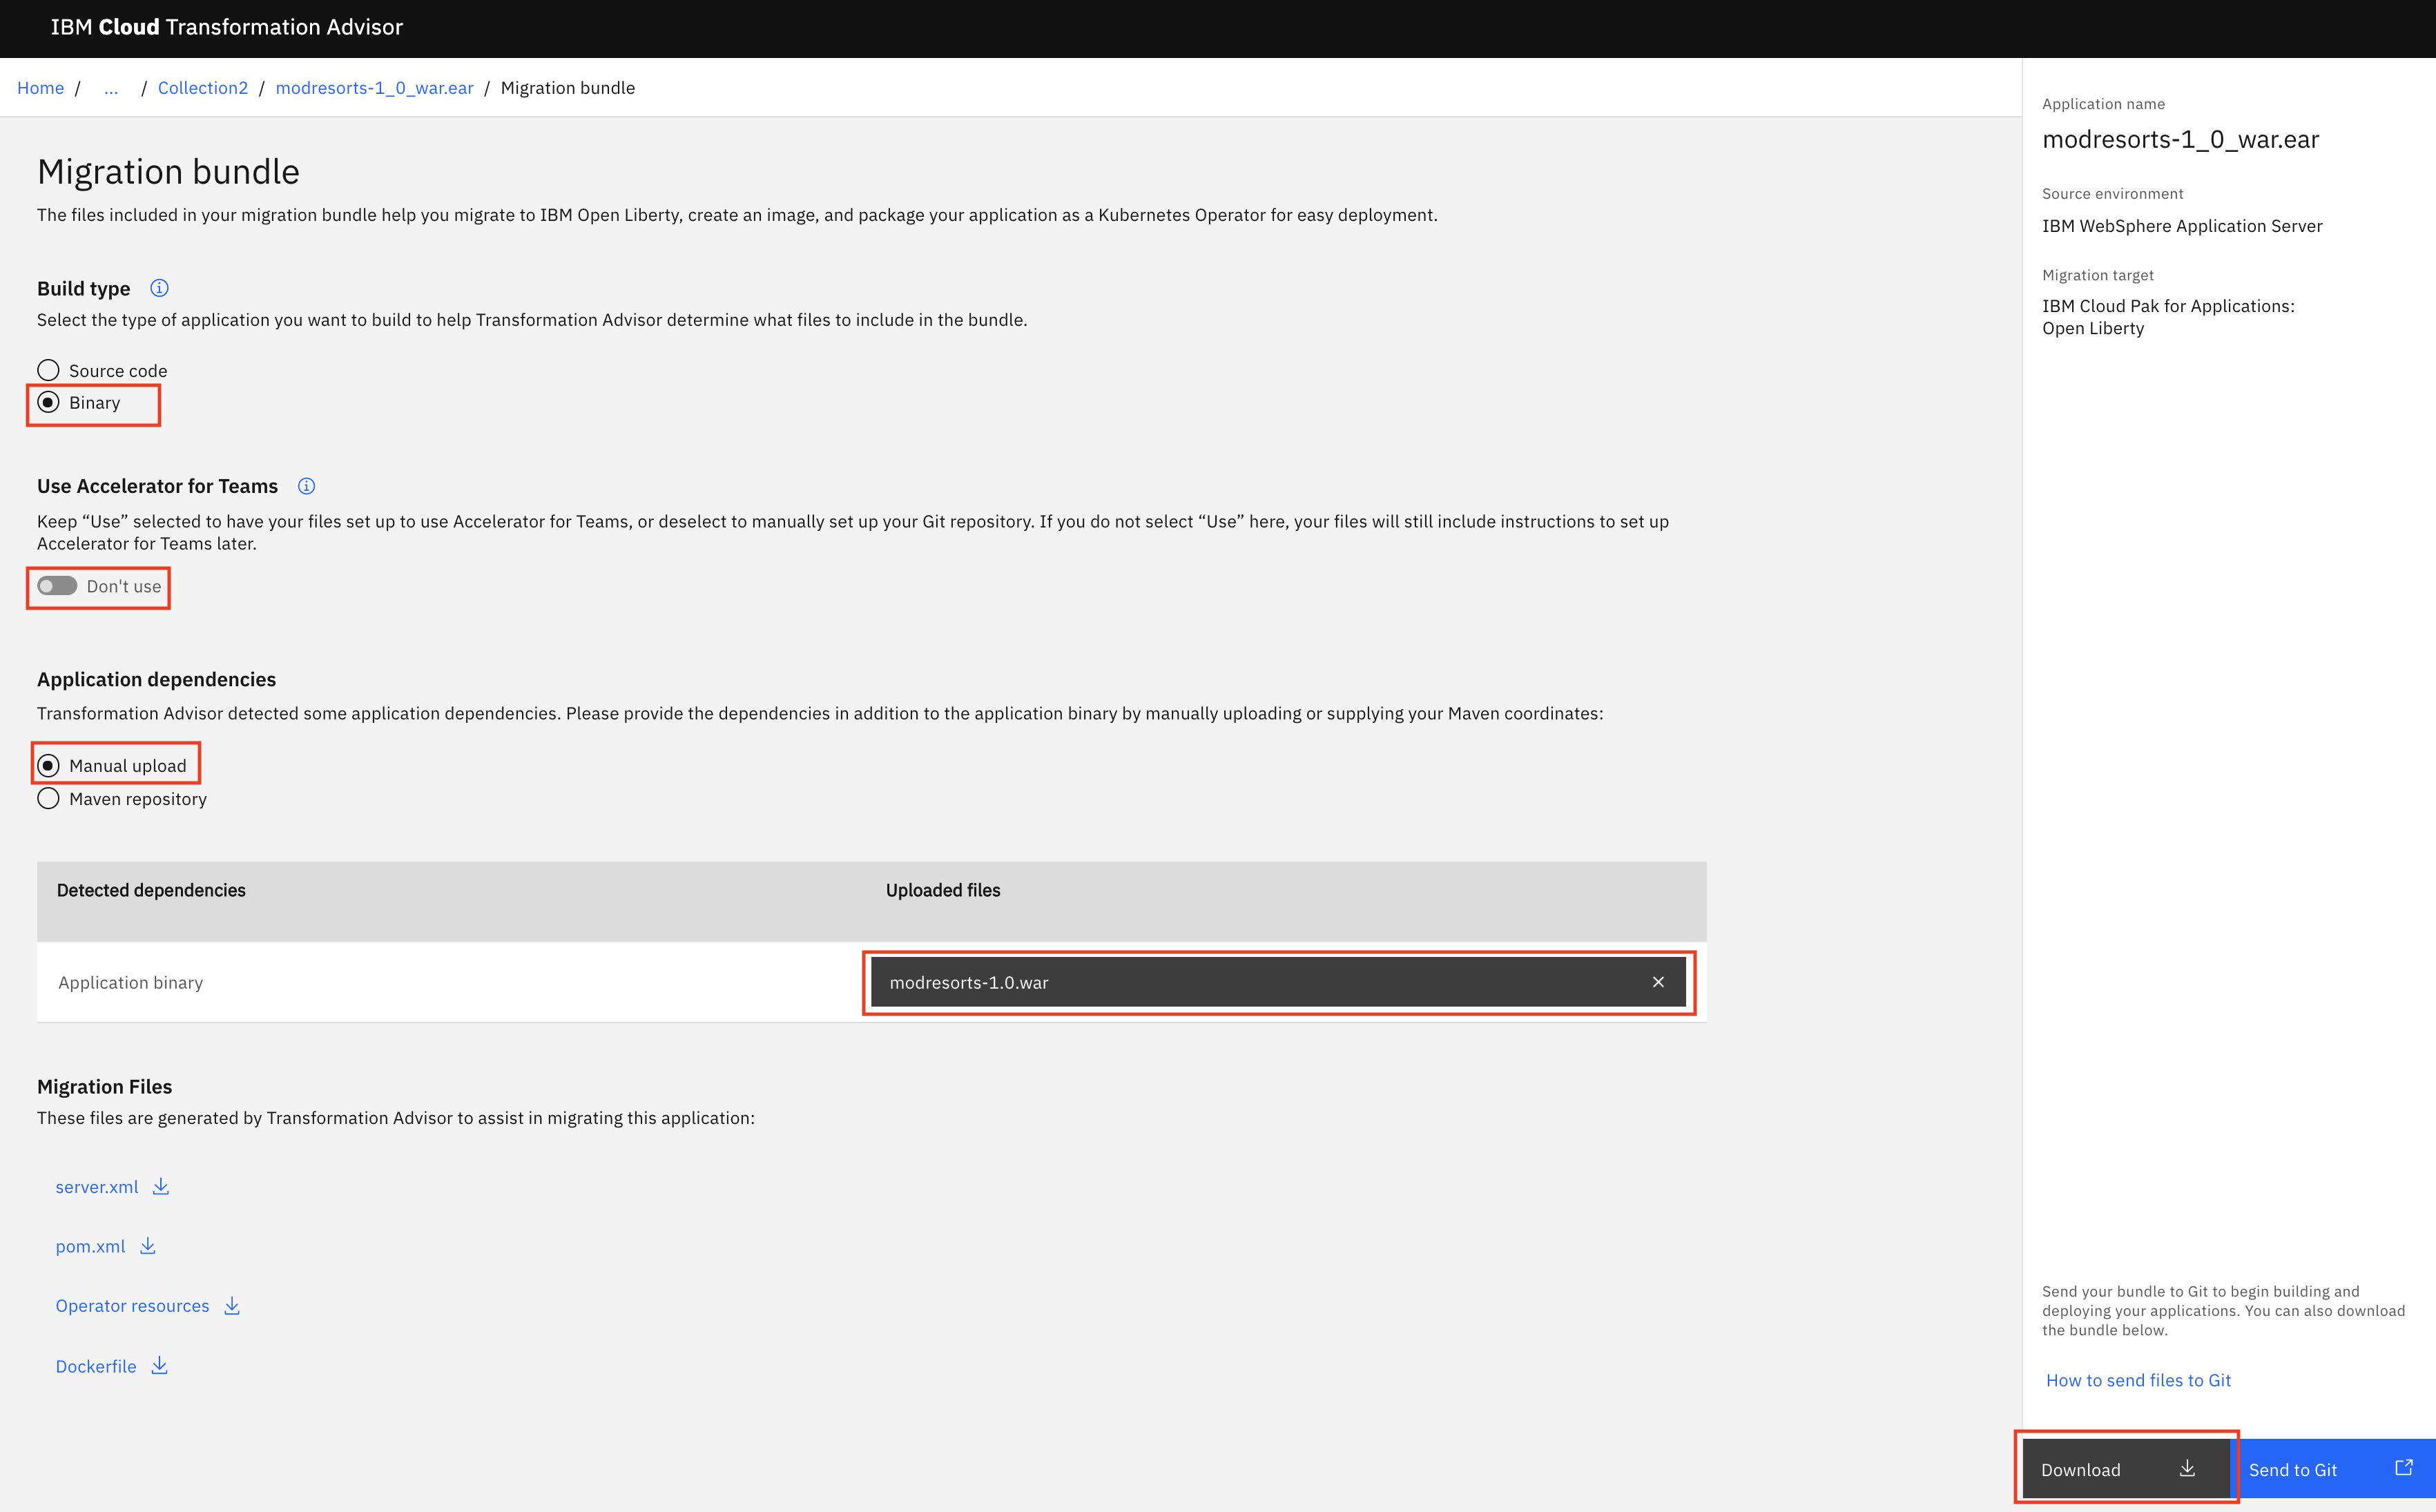 IBM Cloud Transformation Advisor
Home / ... / Collection2 / modresorts-1_0_war.ear / Migration bundle
Migration bundle
The files included in your migration bundle help you migrate to IBM Open Liberty, create an image, and package your application as a Kubernetes Operator for easy deployment.
Build type
Select the type of application you want to build to help Transformation Advisor determine what files to include in the bundle.
Source code
Binary
Use Accelerator for Teams
Keep “Use” selected to have your files set up to use Accelerator for Teams, or deselect to manually set up your Git repository. If you do not select “Use” here, your files will still include instructions to set up
Accelerator for Teams later.
Don't use
Application dependencies
Transformation Advisor detected some application dependencies. Please provide the dependencies in addition to the application binary by manually uploading or supplying your Maven coordinates:
Manual upload
Maven repository
Detected dependencies Uploaded files
Application binary modresorts-1.0.war
Migration Files
These files are generated by Transformation Advisor to assist in migrating this application:
server.xml
pom.xml
Operator resources
Dockerfile
Application name
modresorts-1_0_war.ear
Source environment
IBM WebSphere Application Server
Migration target
IBM Cloud Pak for Applications:
Open Liberty
Send your bundle to Git to begin building and
deploying your applications. You can also download
the bundle below.
How to send files to Git
Download Send to Git